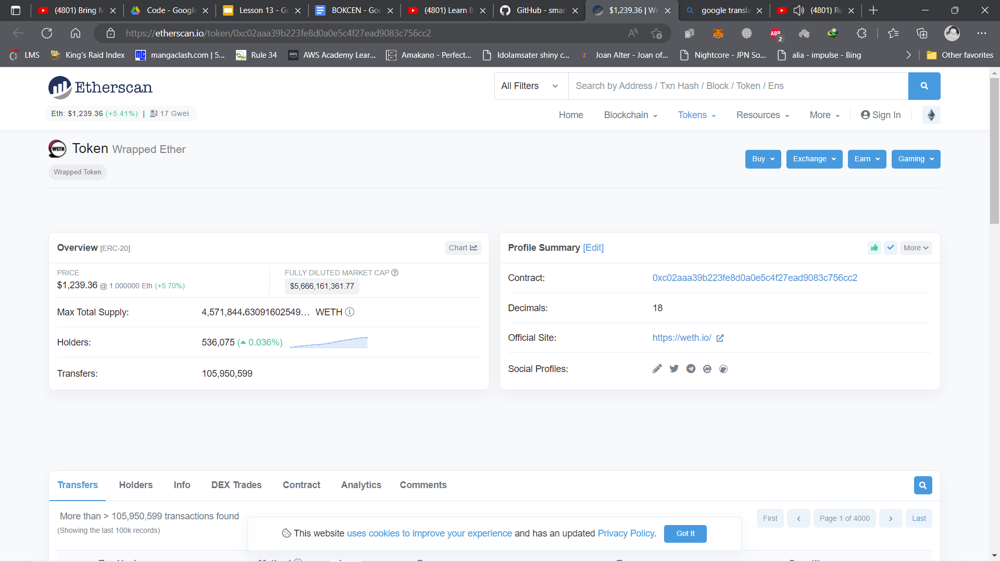 (4801) Bring M
Code - Google
Lesson 13 - Go
BOKCEN - Goo
(4801) Learn B
GitHub - smar
$1,239.36 | Wr
google transla
(4801) Ru
https://etherscan.io/token/0xc02aaa39b223fe8d0a0e5c4f27ead9083c756cc2
ABP
2
LMS
King's Raid Index
mangaclash.com | 5...
Rule 34
AWS Academy Lear...
Amakano - Perfect...
Idolamsater shiny c...
Joan Alter - Joan of...
Nightcore - JPN So...
alia - impulse - Bing
Other favorites
Etherscan
All Filters
Search by Address / Txn Hash / Block / Token / Ens
Eth: $1,239.36 (+5.41%) | 17 Gwei
Home
Blockchain
Tokens
Resources
More
Sign In
WETH
Token Wrapped Ether
Wrapped Token
Buy
Exchange
Earn
Gaming
Overview [ERC-20]
Chart
PRICE
$1,239.36 @ 1.000000 Eth (+5.70%)
FULLY DILUTED MARKET CAP
$5,666,161,361.77
Max Total Supply:
4,571,844.63091602549... WETH
Holders:
536,075 (0.036%)
Transfers:
105,950,599
Profile Summary [Edit]
More
Contract:
0xc02aaa39b223fe8d0a0e5c4f27ead9083c756cc2
Decimals:
18
Official Site:
https://weth.io/
Social Profiles:
Transfers
Holders
Info
DEX Trades
Contract
Analytics
Comments
More than > 105,950,599 transactions found
(Showing the last 100k records)
First
Page 1 of 4000
Last
This website uses cookies to improve your experience and has an updated Privacy Policy.
Got It